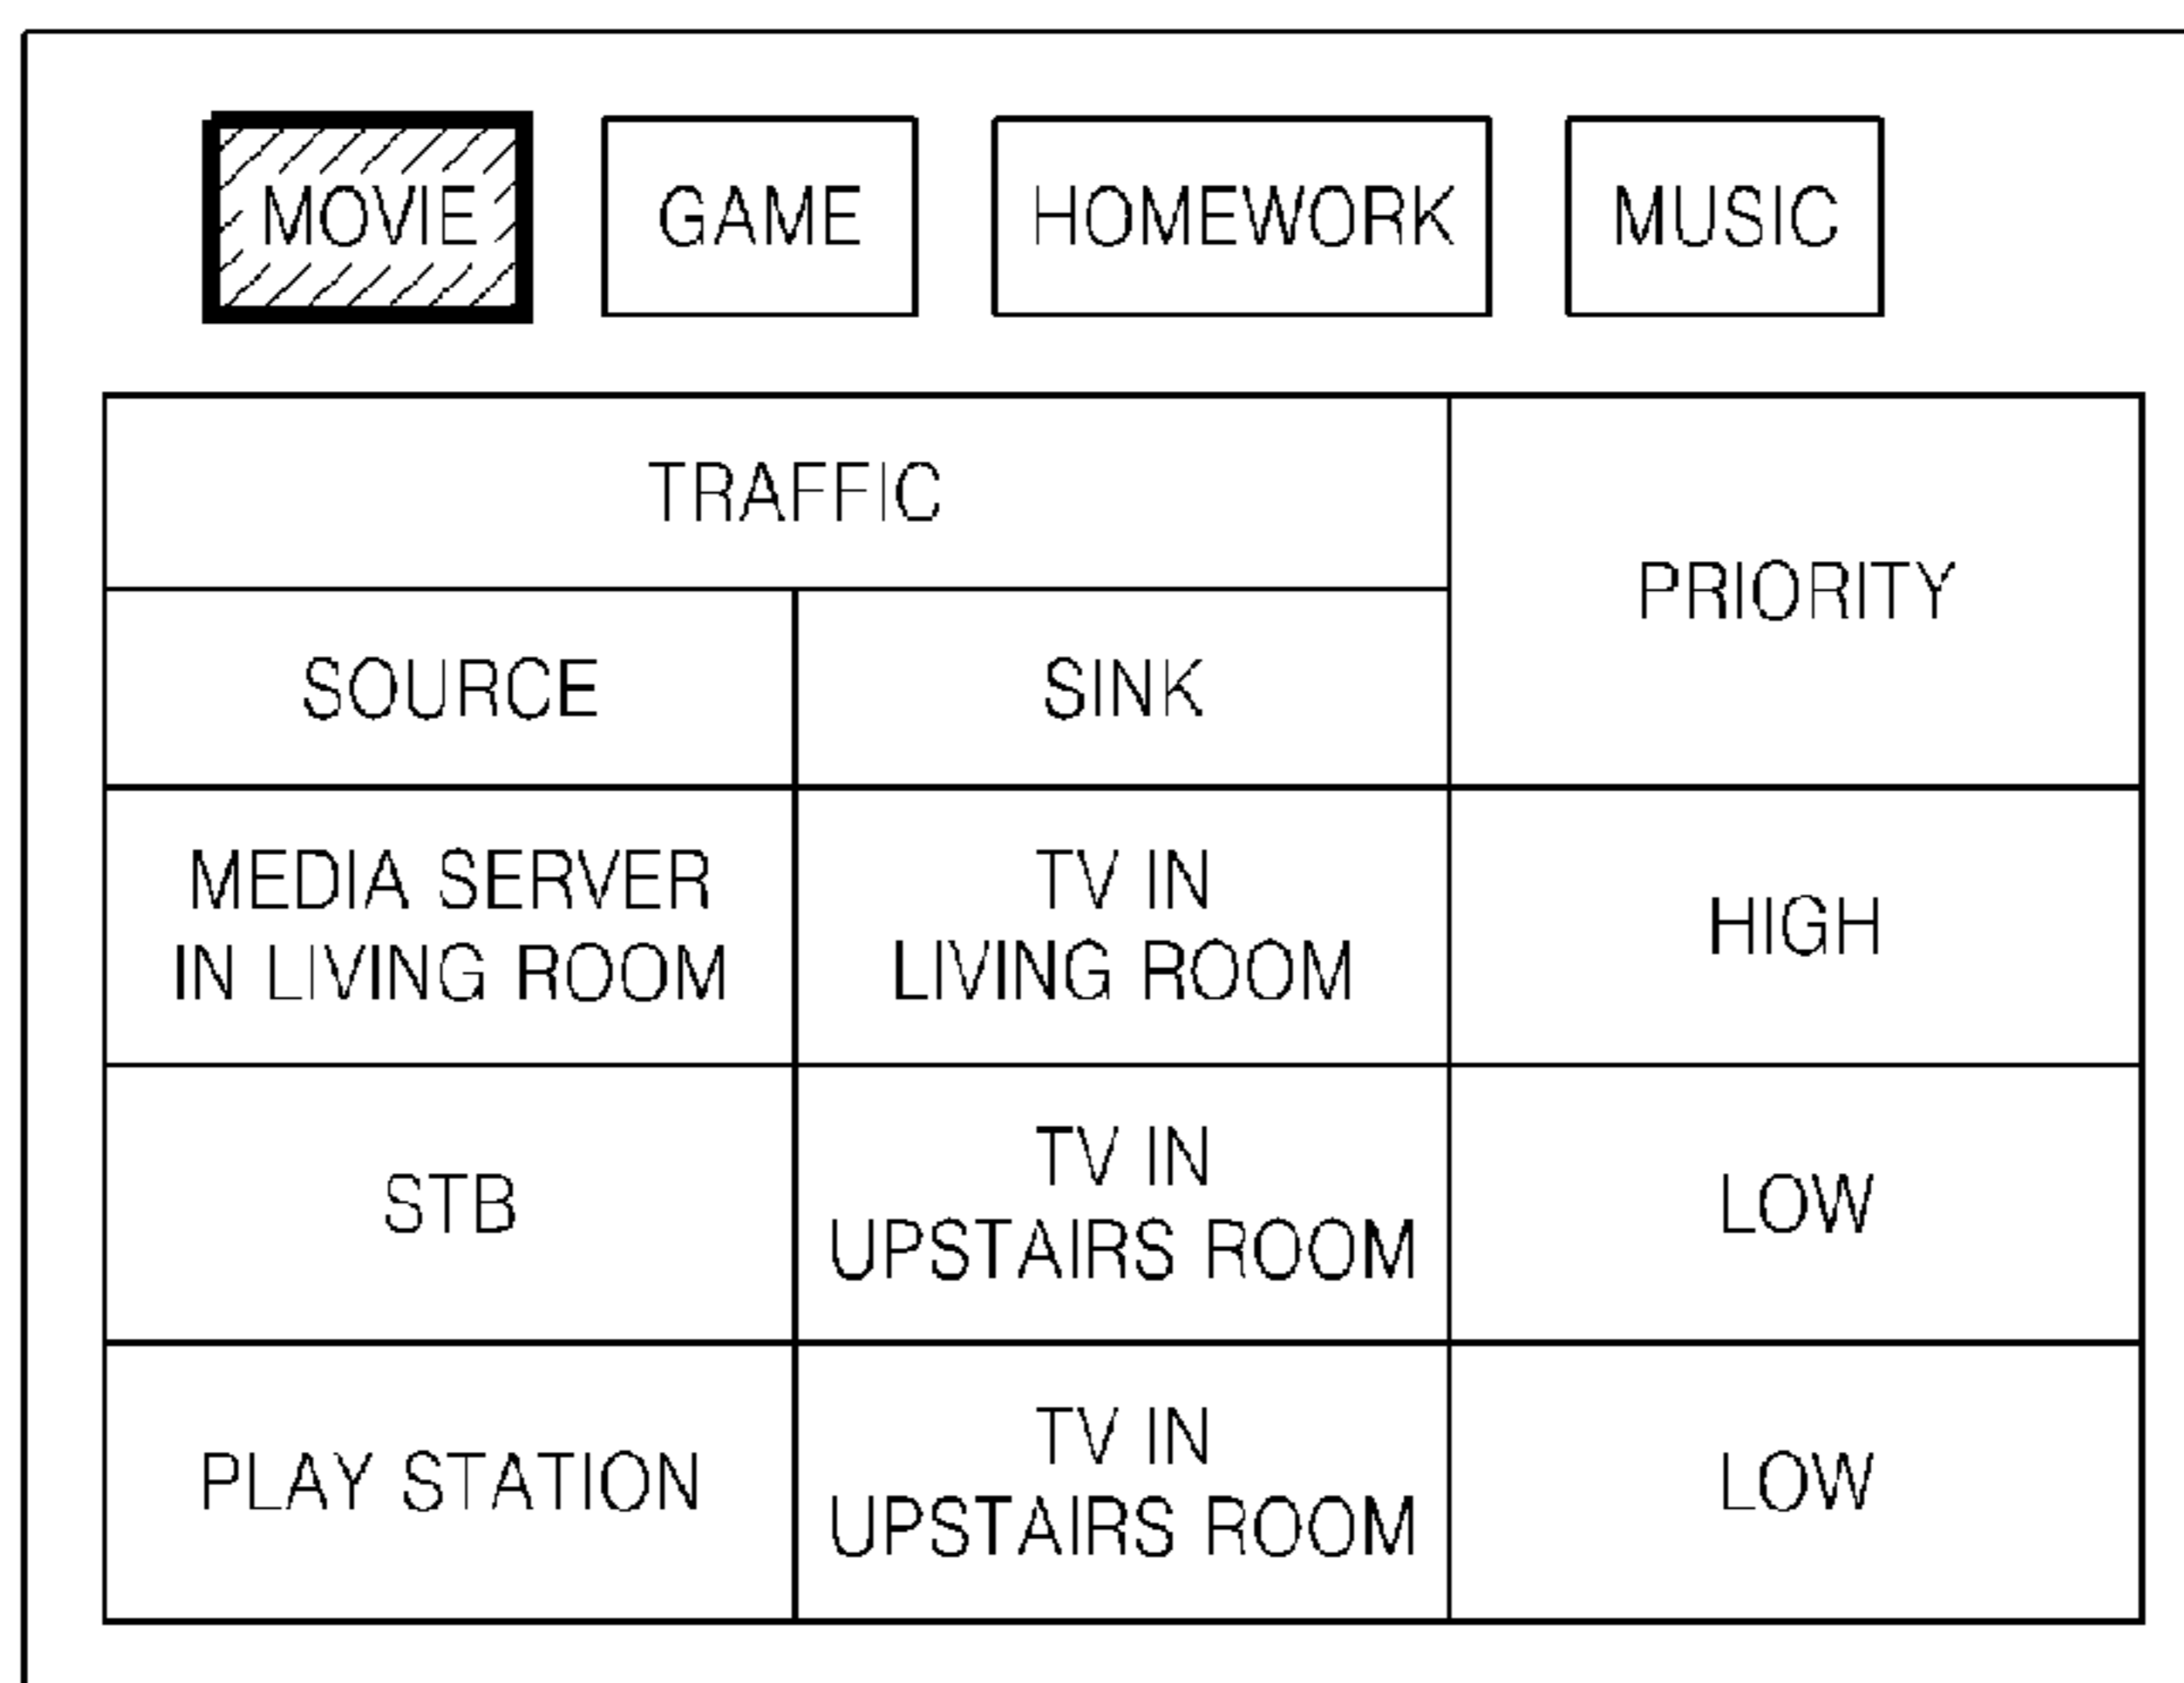 MOVIE GAME HOMEWORK MUSIC
TRAFFIC
PRIORITY
SOURCE SINK
MEDIA SERVER
IN LIVING ROOM
TV IN
LIVING ROOM
HIGH
STB
TV IN
UPSTAIRS ROOM
LOW
PLAY STATION
TV IN
UPSTAIRS ROOM
LOW